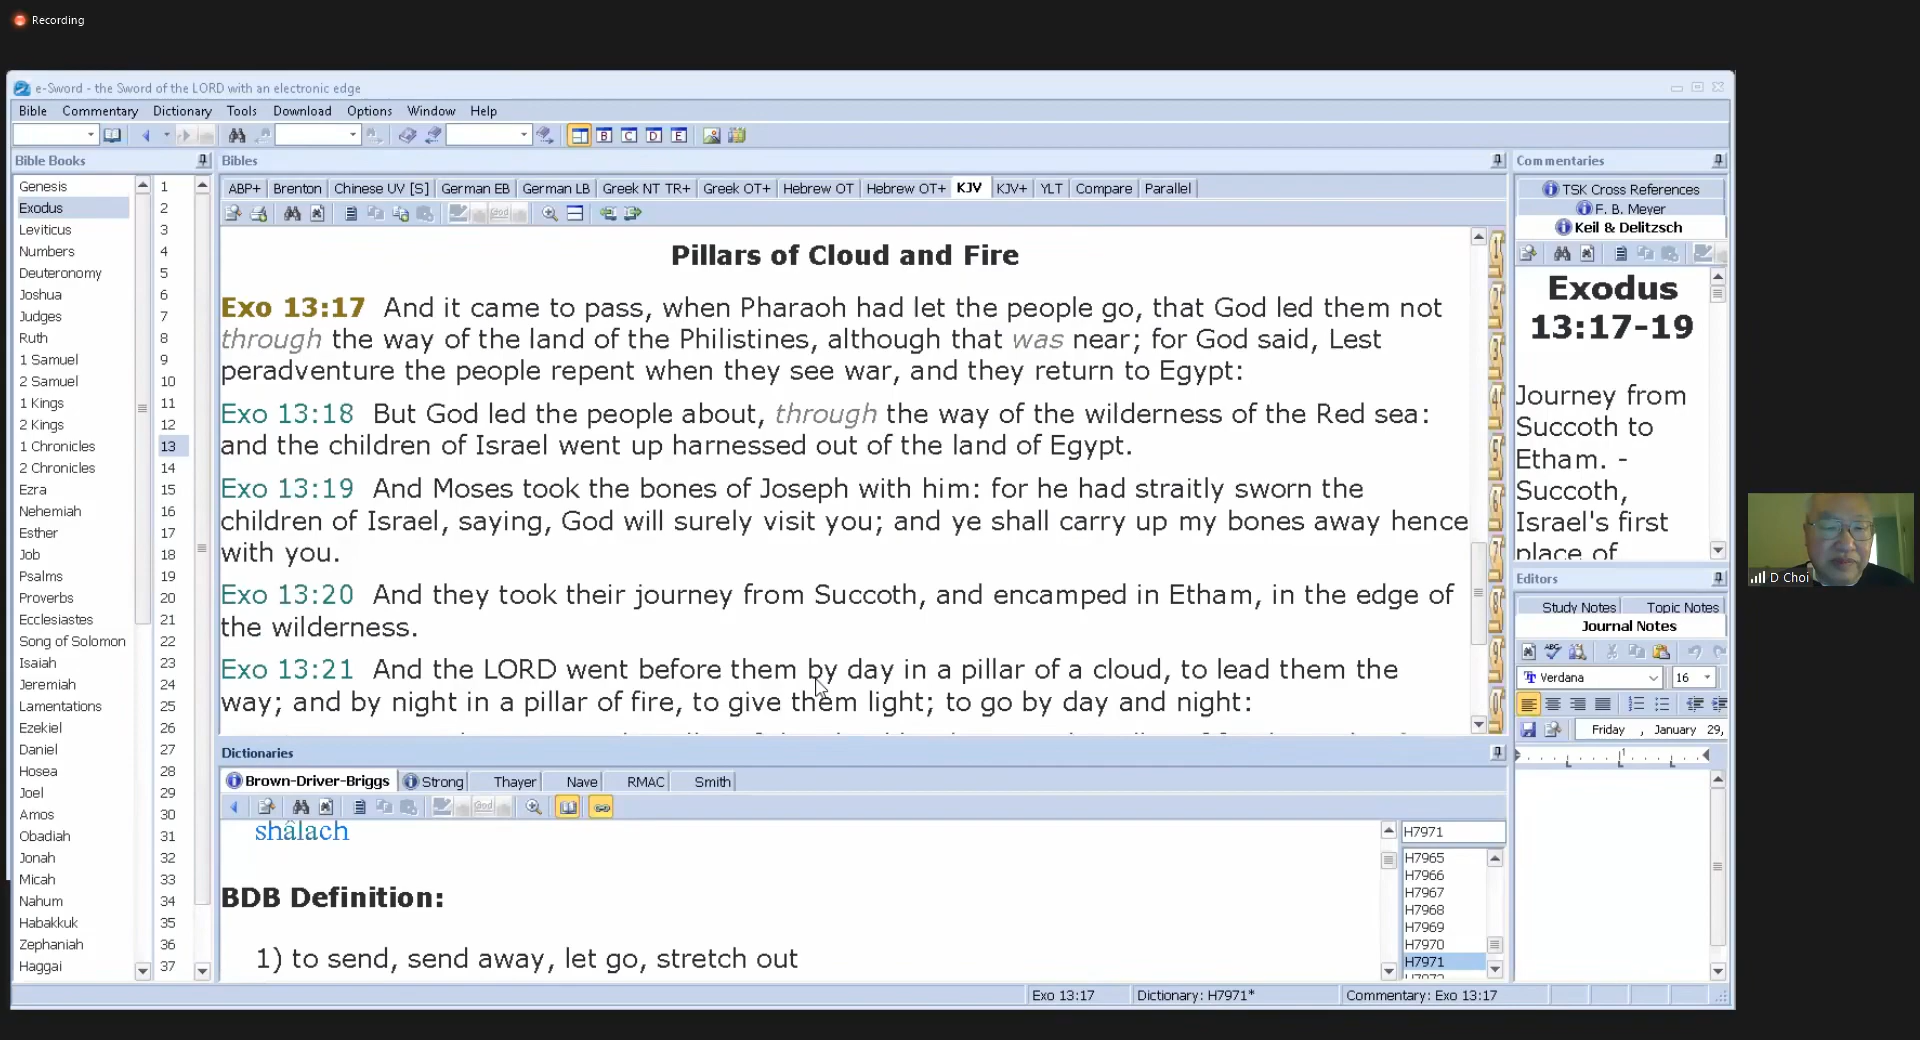 Recording
e-Sword - the Sword of the LORD with an electronic edge
Bible Commentary Dictionary Tools Download Options Window Help
B C D E
Bible Books
Genesis
Exodus
Leviticus
Numbers
Deuteronomy
Joshua
Judges
Ruth
1 Samuel
2 Samuel
1 Kings
2 Kings
1 Chronicles
2 Chronicles
Ezra
Nehemiah
Esther
Job
Psalms
Proverbs
Ecclesiastes
Song of Solomon
Isaiah
Jeremiah
Lamentations
Ezekiel
Daniel
Hosea
Joel
Amos
Obadiah
Jonah
Micah
Nahum
Habakkuk
Zephaniah
Haggai
1
2
3
4
5
6
7
8
9
10
11
12
13
14
15
16
17
18
19
20
21
22
23
24
25
26
27
28
29
30
31
32
33
34
35
36
37
Bibles
ABP+ Brenton Chinese UV [S] German EB German LB Greek NT TR+ Greek OT+ Hebrew OT Hebrew OT+ KJV KJV+ YLT Compare Parallel
God
Pillars of Cloud and Fire
Exo 13:17 And it came to pass, when Pharaoh had let the people go, that God led them not
through the way of the land of the Philistines, although that was near; for God said, Lest
peradventure the people repent when they see war, and they return to Egypt:
Exo 13:18 But God led the people about, through the way of the wilderness of the Red sea:
and the children of Israel went up harnessed out of the land of Egypt.
Exo 13:19 And Moses took the bones of Joseph with him: for he had straitly sworn the
children of Israel, saying, God will surely visit you; and ye shall carry up my bones away hence
with you.
Exo 13:20 And they took their journey from Succoth, and encamped in Etham, in the edge of
the wilderness.
Exo 13:21 And the LORD went before them by day in a pillar of a cloud, to lead them the
way; and by night in a pillar of fire, to give them light; to go by day and night:
1
2
3
4
5
6
7
8
9
0
Dictionaries
Brown-Driver-Briggs Strong Thayer Nave RMAC Smith
God
shâlach
BDB Definition:
1) to send, send away, let go, stretch out
H7971
H7965
H7966
H7967
H7968
H7969
H7970
H7971
Commentaries
TSK Cross References
F. B. Meyer
Keil & Delitzsch
Exodus
13:17-19
Journey from
Succoth to
Etham. -
Succoth,
Israel's first
place of
Editors
Study Notes Topic Notes
Journal Notes
ABC
Verdana 16
Friday , January 29,
1
Exo 13:17 Dictionary: H7971* Commentary: Exo 13:17
D Choi